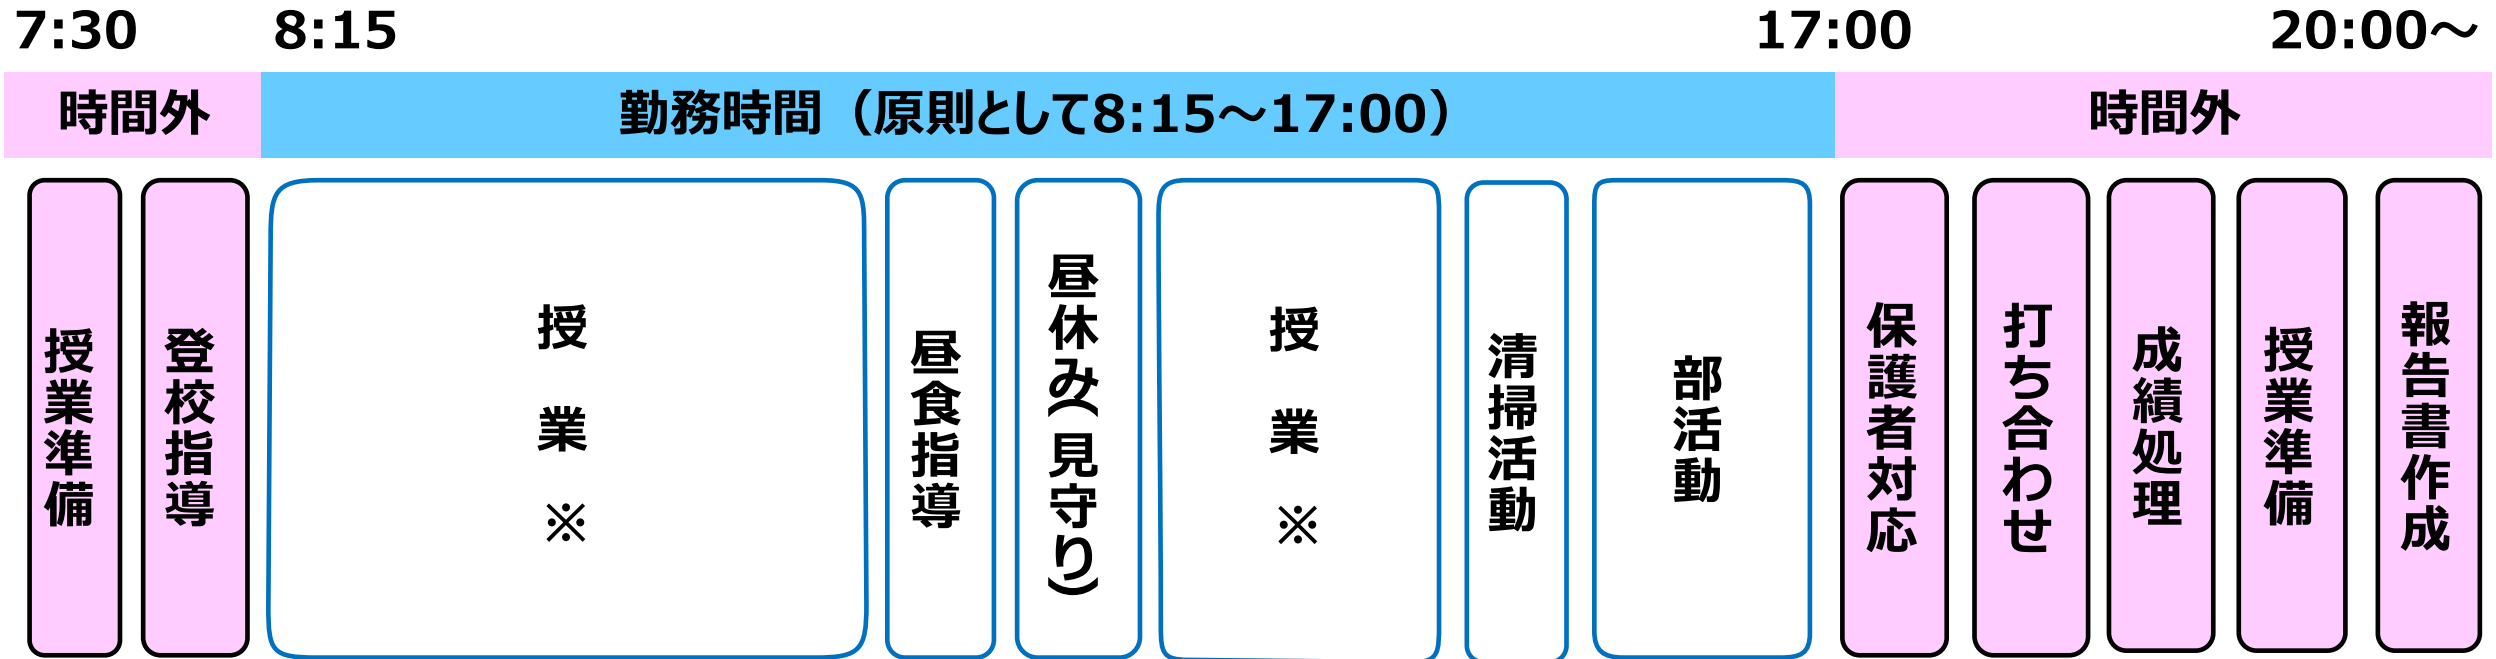 7:30
8:15
17:00
20:00～
時間外
勤務時間（原則として8:15～17:00）
時間外
授業準備
登校指導
授業※
昼食指導
昼休み（見守り）
授業※
清掃活動
部活動
保護者対応
打ち合わせ
成績処理
授業準備
報告書作成